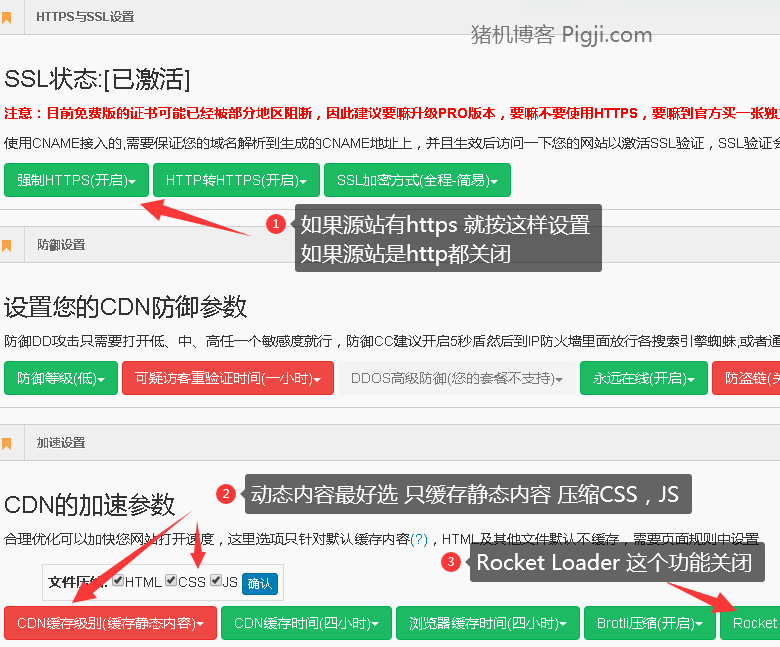 HTTPS与SSL设置
猪机博客 Pigji.com
SSL状态:[已激活]
注意：目前免费版的证书可能已经被部分地区阻断，因此建议要嘛升级PRO版本，要嘛不要使用HTTPS，要嘛到官方买一张独立
使用CNAME接入的,需要保证您的域名解析到生成的CNAME地址上，并且生效后访问一下您的网站以激活SSL验证，SSL验证会
强制HTTPS(开启) HTTP转HTTPS(开启) SSL加密方式(全程-简易)
1 如果源站有https 就按这样设置
如果源站是http都关闭
防御设置
设置您的CDN防御参数
防御DD攻击只需要打开低、中、高任一个敏感度就行，防御CC建议开启5秒盾然后到IP防火墙里面放行各搜索引擎蜘蛛,或者通
防御等级(低) 可疑访客重验证时间(一小时) DDOS高级防御(您的套餐不支持) 永远在线(开启) 防盗链(关
加速设置
2 动态内容最好选 只缓存静态内容 压缩CSS，JS
CDN的加速参数
合理优化可以加快您网站打开速度，这里选项只针对默认缓存内容(?)，HTML及其他文件默认不缓存，需要页面规则中设置
3 Rocket Loader 这个功能关闭
文件压缩: HTML CSS JS 确认
CDN缓存级别(缓存静态内容) CDN缓存时间(四小时) 浏览器缓存时间(四小时) Brotli压缩(开启) Rocket